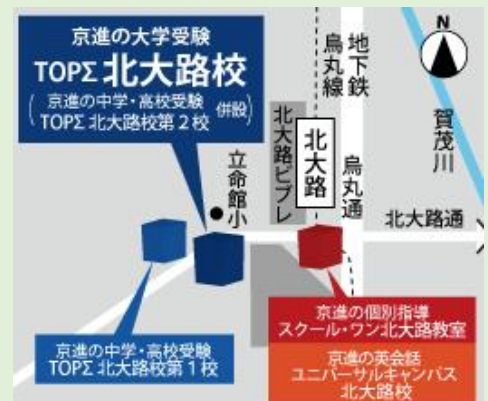 京進の大学受験
TOPΣ 北大路校
(京進の中学・高校受験
TOPΣ 北大路校第2校 併設)
立命館小
北大路ビブレ
北大路
地下鉄
烏丸線
烏丸通
N
賀茂川
北大路通
京進の中学・高校受験
TOPΣ 北大路校第1校
京進の個別指導
スクール・ワン北大路教室
京進の英会話
ユニバーサルキャンパス
北大路校